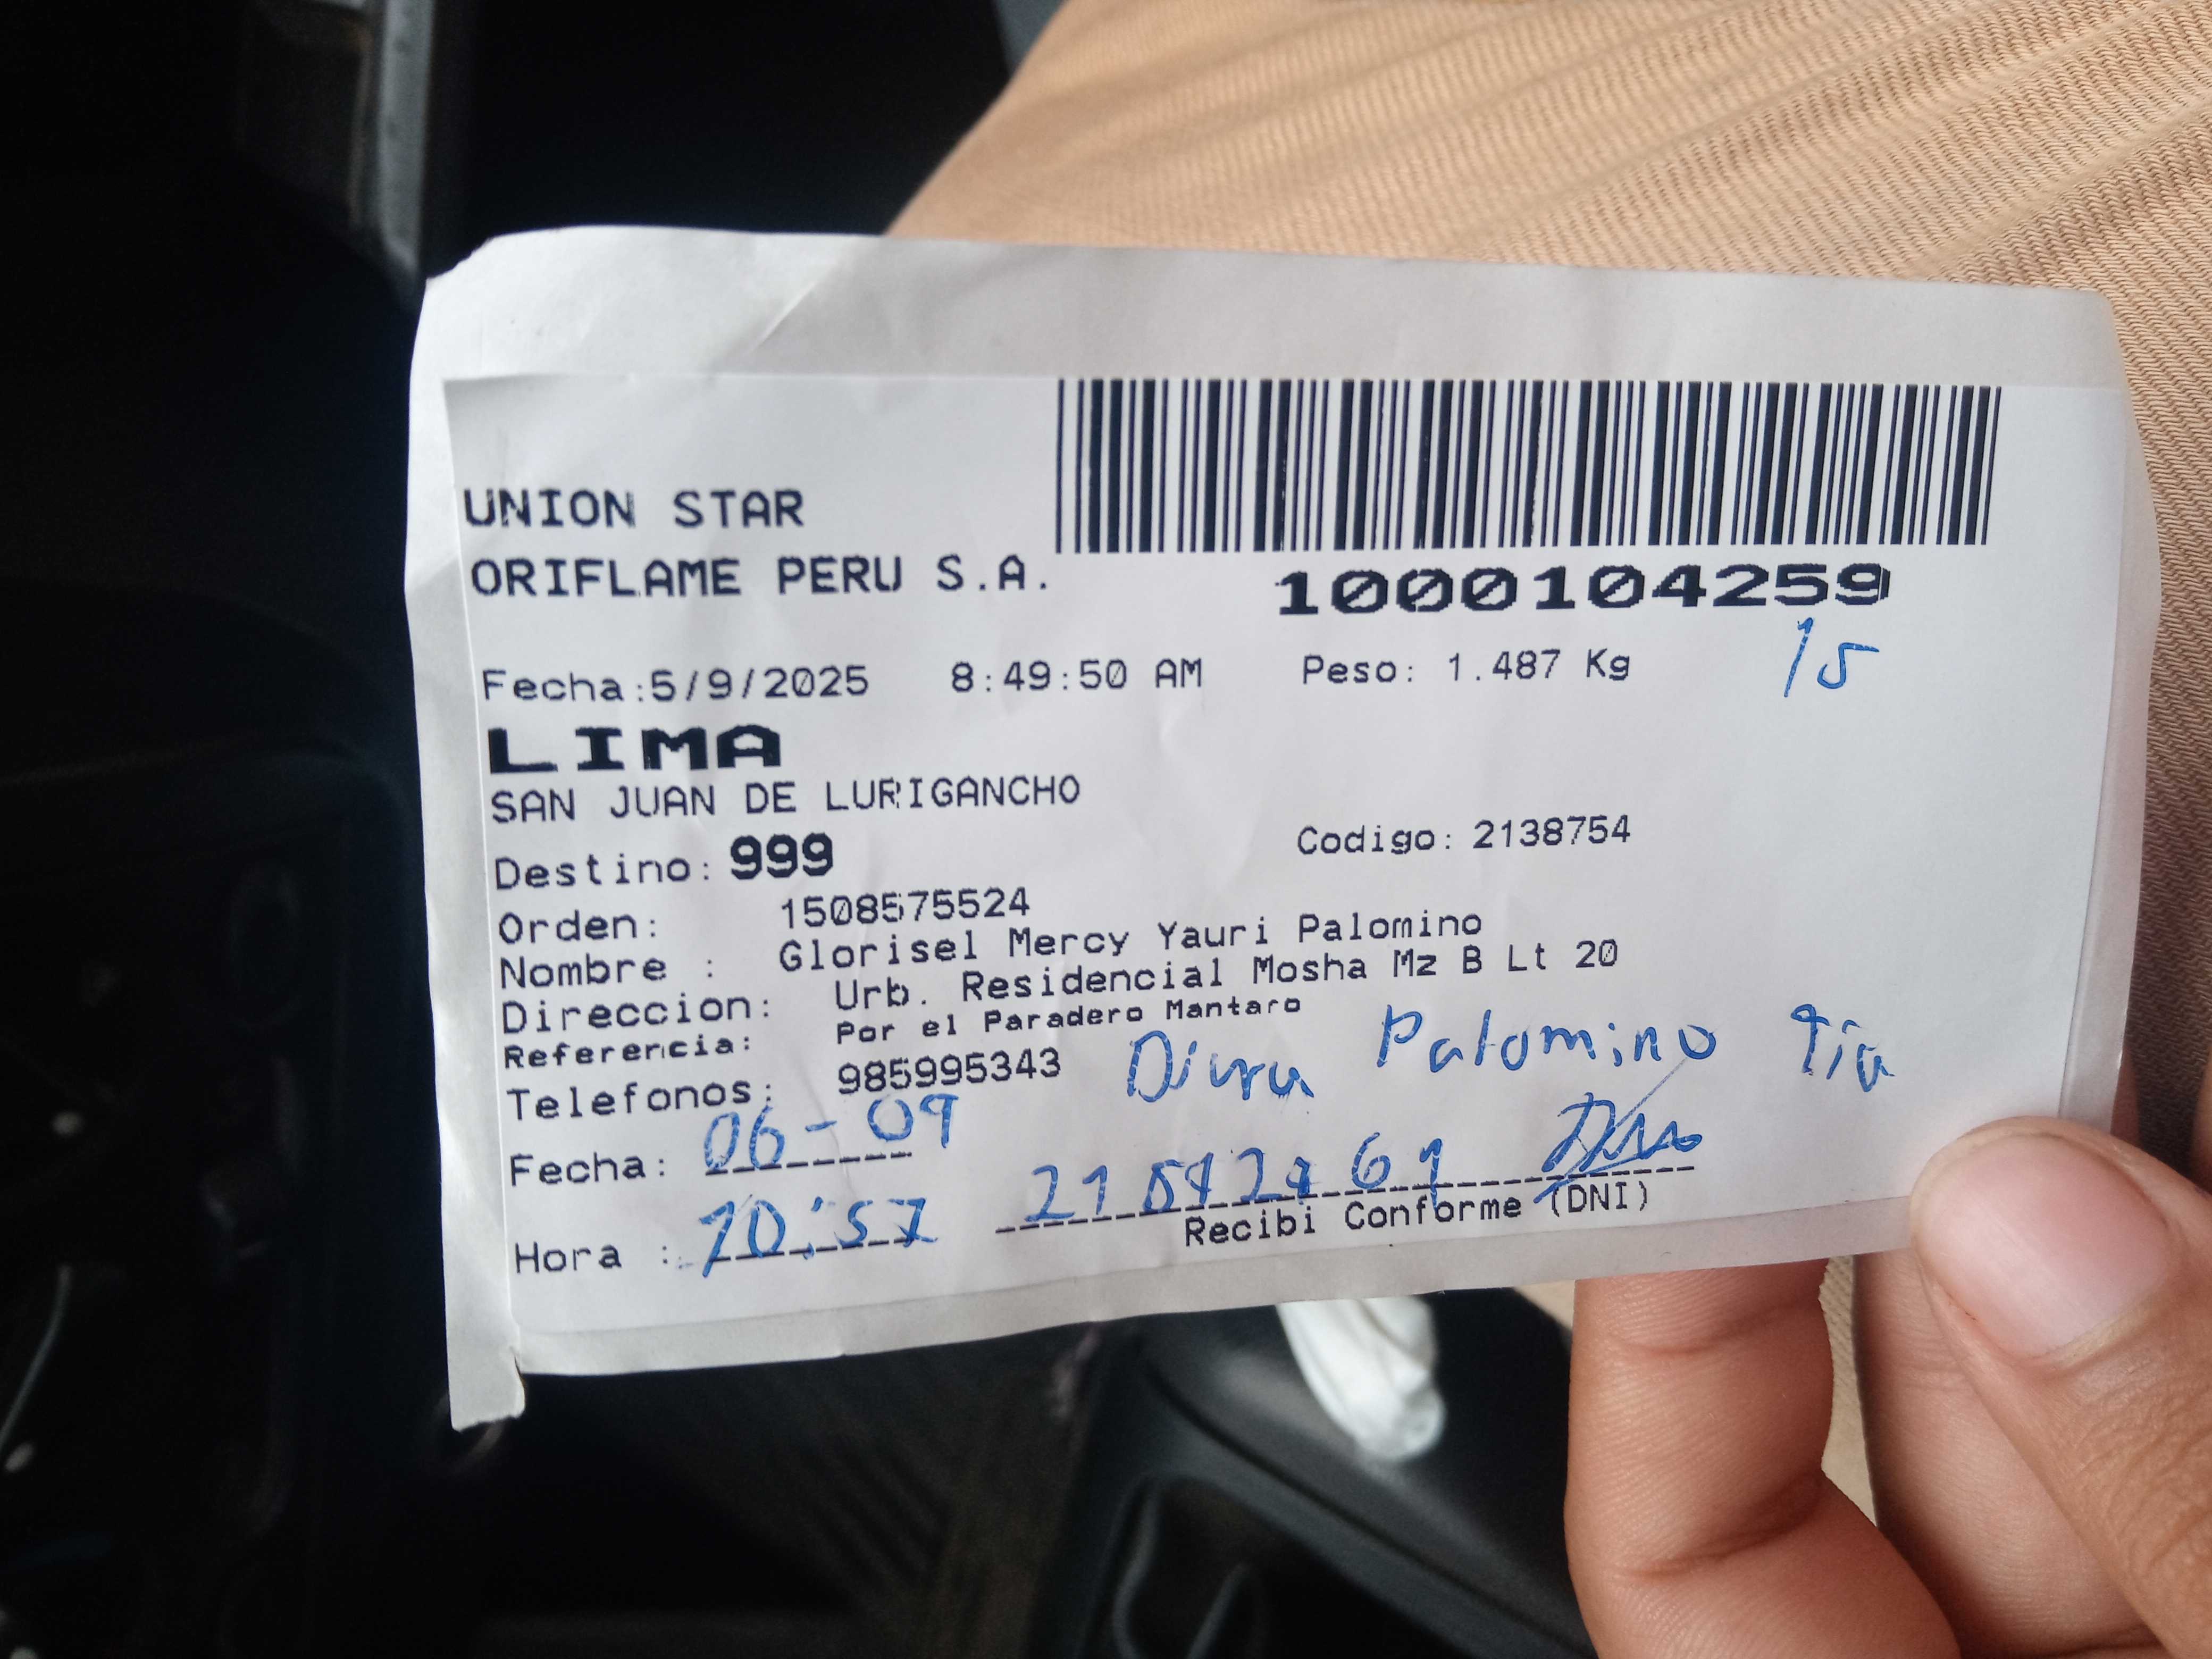 UNION STAR
ORIFLAME PERU S.A.
1000104259
15
Fecha:5/9/2025 8:49:50 AM Peso: 1.487 Kg
LIMA
SAN JUAN DE LURIGANCHO
Destino: 999 Codigo: 2138754
Orden: 1508575524
Nombre : Glorisel Mercy Yauri Palomino
Direccion: Urb. Residencial Mosha Mz B Lt 20
Referencia: Por el Paradero Mantaro
Telefonos: 985995343
Palomino Tía
Fecha: 06-09
Hora : 10:57
Recibi Conforme (DNI)